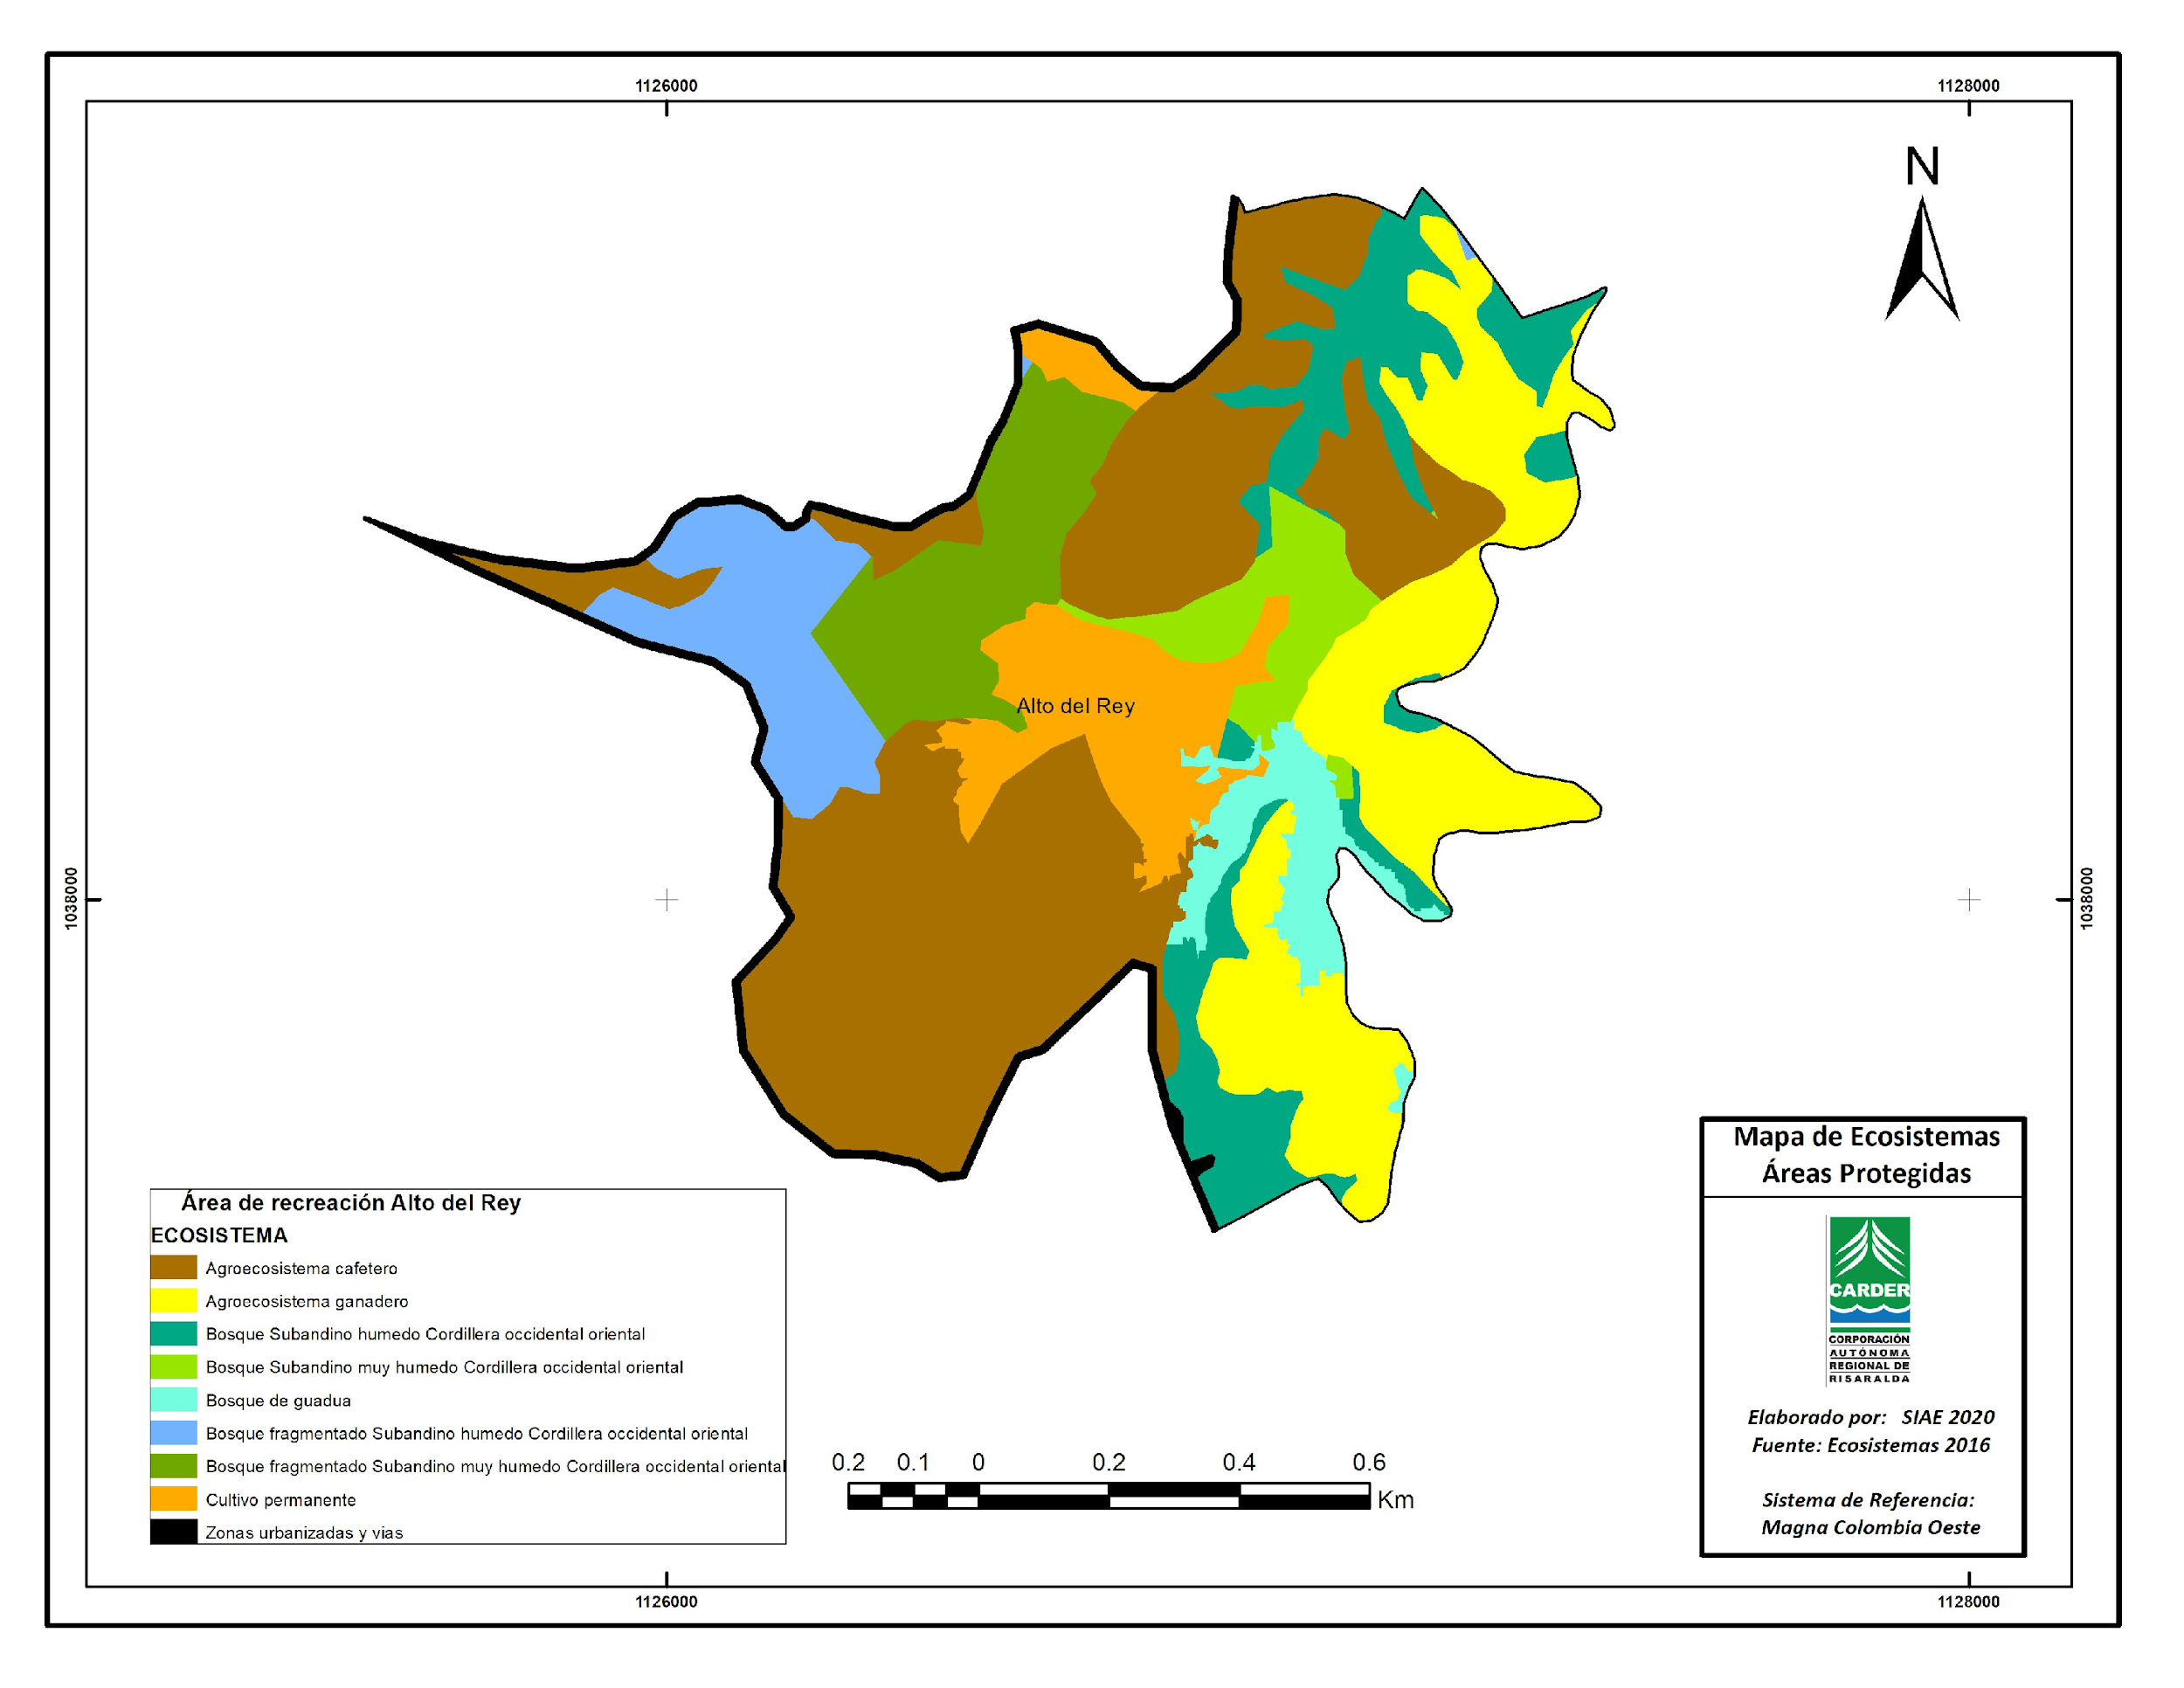 1126000
1128000
N
Alto del Rey
1038000
1038000
Área de recreación Alto del Rey
ECOSISTEMA
Agroecosistema cafetero
Agroecosistema ganadero
Bosque Subandino humedo Cordillera occidental oriental
Bosque Subandino muy humedo Cordillera occidental oriental
Bosque de guadua
Bosque fragmentado Subandino humedo Cordillera occidental oriental
Bosque fragmentado Subandino muy humedo Cordillera occidental oriental
Cultivo permanente
Zonas urbanizadas y vias
0.2 0.1 0 0.2 0.4 0.6
Km
Mapa de Ecosistemas
Áreas Protegidas
CARDER
CORPORACIÓN
AUTÓNOMA
REGIONAL DE
RISARALDA
Elaborado por: SIAE 2020
Fuente: Ecosistemas 2016
Sistema de Referencia:
Magna Colombia Oeste
1126000
1128000